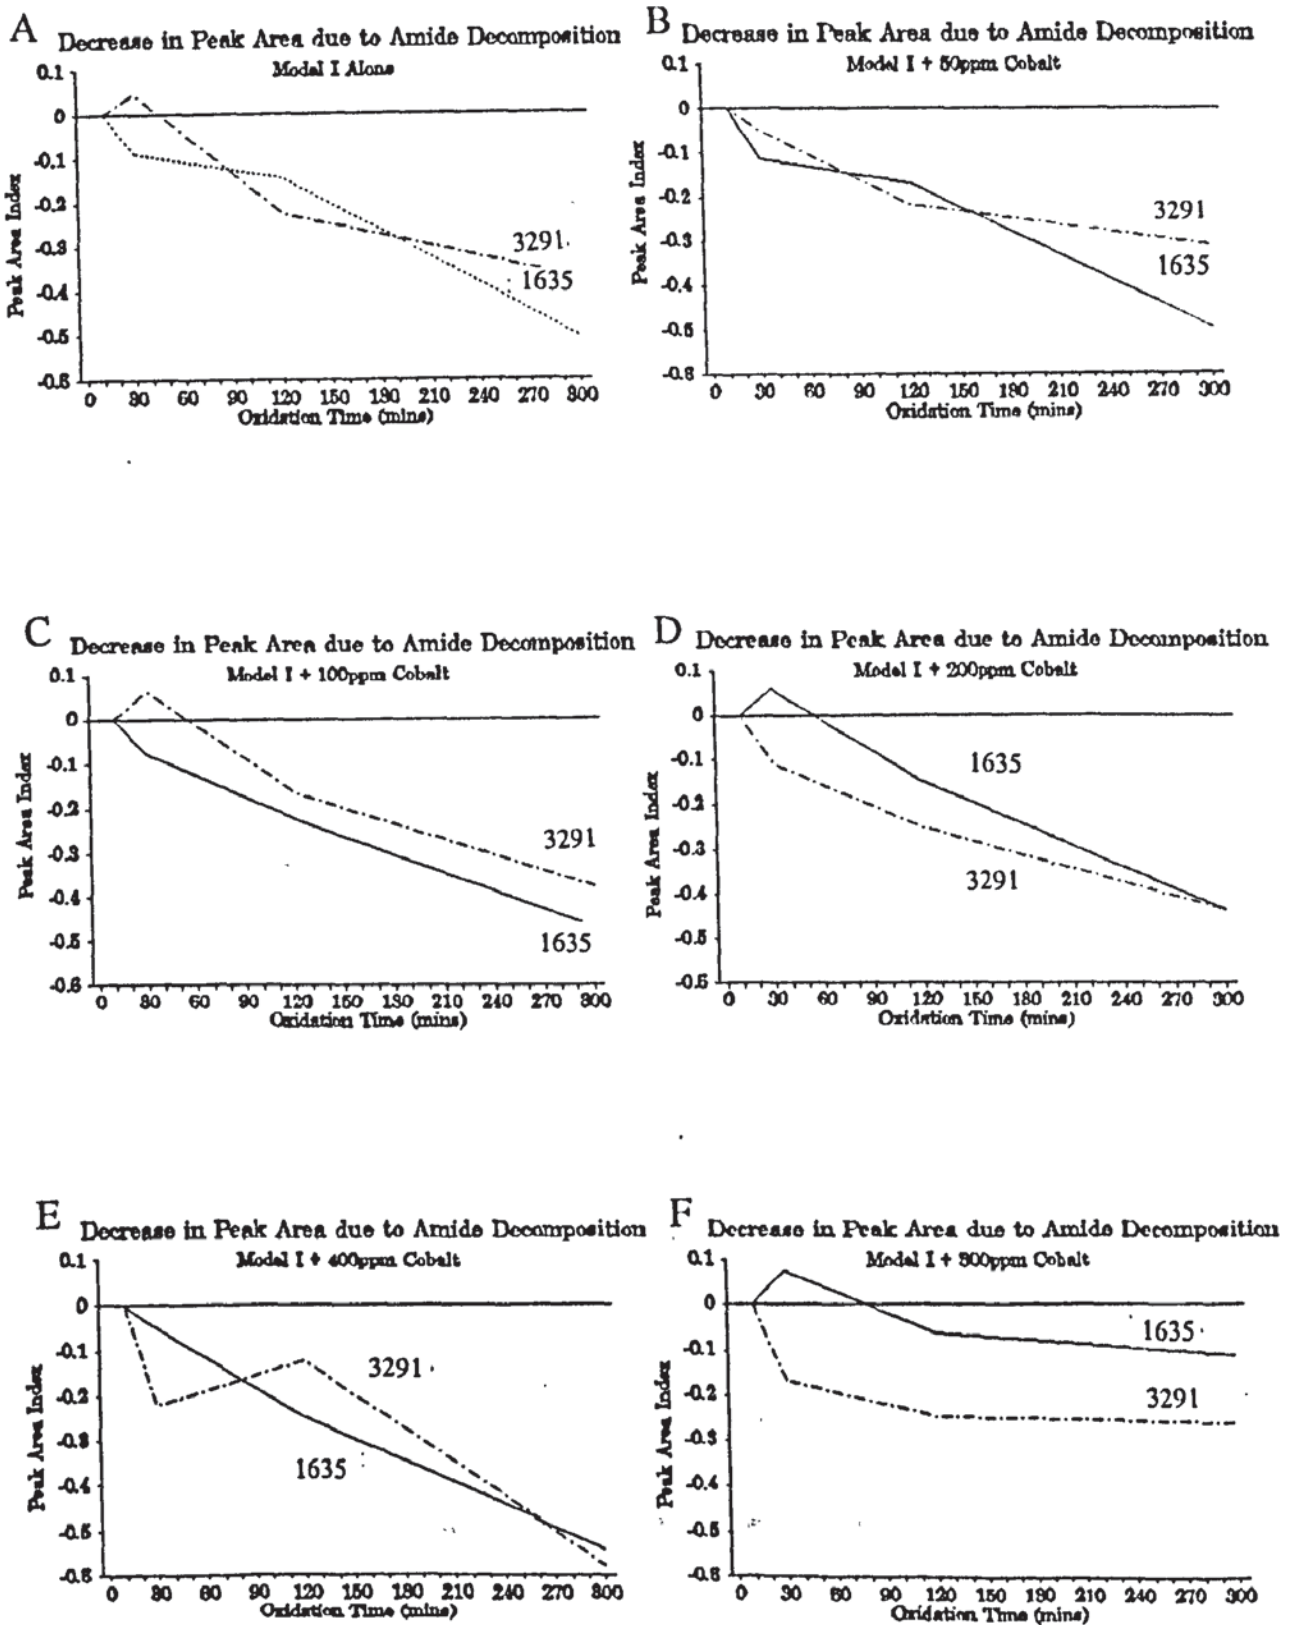 A Decrease in Peak Area due to Amide Decomposition
Model I Alone
0.1
0
-0.1
-0.2
-0.3
-0.4
-0.5
-0.6
Peak Area Index
3291
1635
0 30 60 90 120 150 180 210 240 270 300
Oxidation Time (mins)
B Decrease in Peak Area due to Amide Decomposition
Model I + 50ppm Cobalt
0.1
0
-0.1
-0.2
-0.3
-0.4
-0.5
-0.6
Peak Area Index
3291
1635
0 30 60 90 120 150 180 210 240 270 300
Oxidation Time (mins)
C Decrease in Peak Area due to Amide Decomposition
Model I + 100ppm Cobalt
0.1
0
-0.1
-0.2
-0.3
-0.4
-0.5
-0.6
Peak Area Index
3291
1635
0 30 60 90 120 150 180 210 240 270 300
Oxidation Time (mins)
D Decrease in Peak Area due to Amide Decomposition
Model I + 200ppm Cobalt
0.1
0
-0.1
-0.2
-0.3
-0.4
-0.5
-0.6
Peak Area Index
1635
3291
0 30 60 90 120 150 180 210 240 270 300
Oxidation Time (mins)
E Decrease in Peak Area due to Amide Decomposition
Model I + 400ppm Cobalt
0.1
0
-0.1
-0.2
-0.3
-0.4
-0.5
-0.6
Peak Area Index
3291
1635
0 30 60 90 120 150 180 210 240 270 300
Oxidation Time (mins)
F Decrease in Peak Area due to Amide Decomposition
Model I + 800ppm Cobalt
0.1
0
-0.1
-0.2
-0.3
-0.4
-0.5
-0.6
Peak Area Index
1635
3291
0 30 60 90 120 150 180 210 240 270 300
Oxidation Time (mins)